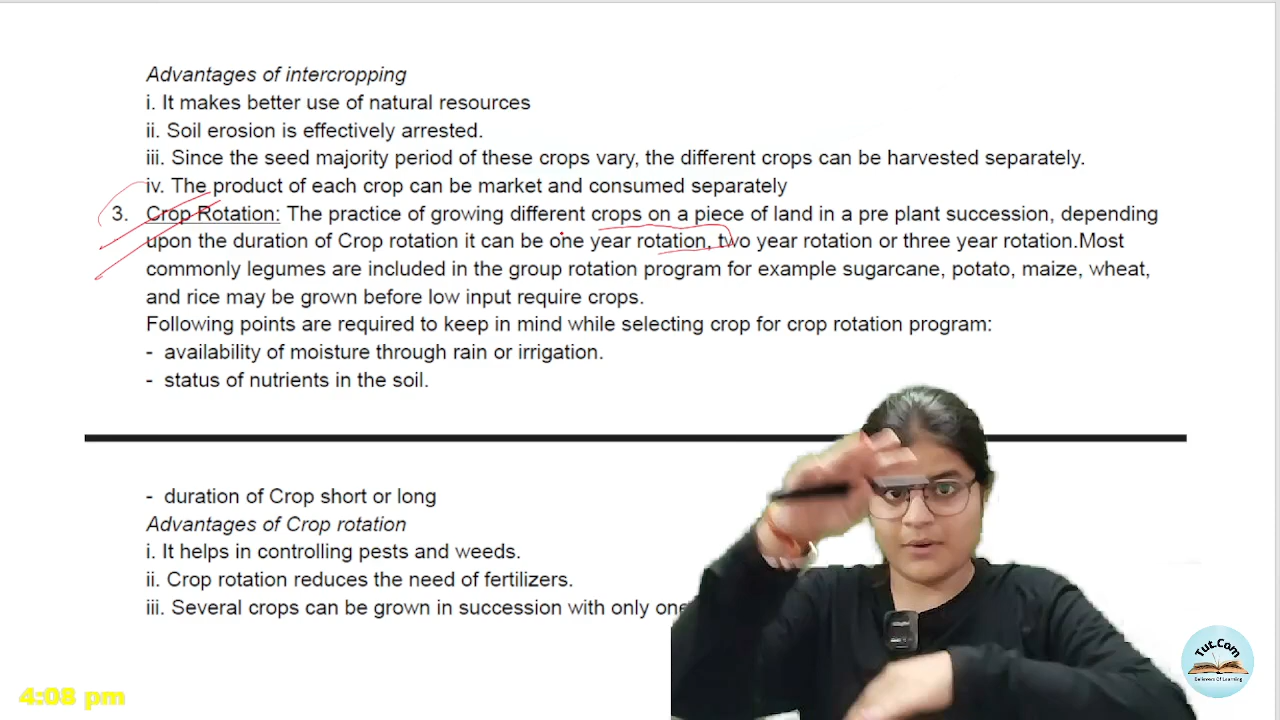 Advantages of intercropping
i. It makes better use of natural resources
ii. Soil erosion is effectively arrested.
iii. Since the seed majority period of these crops vary, the different crops can be harvested separately.
iv. The product of each crop can be market and consumed separately
3. Crop Rotation: The practice of growing different crops on a piece of land in a pre plant succession, depending
upon the duration of Crop rotation it can be one year rotation, two year rotation or three year rotation.Most
commonly legumes are included in the group rotation program for example sugarcane, potato, maize, wheat,
and rice may be grown before low input require crops.
Following points are required to keep in mind while selecting crop for crop rotation program:
- availability of moisture through rain or irrigation.
- status of nutrients in the soil.
- duration of Crop short or long
Advantages of Crop rotation
i. It helps in controlling pests and weeds.
ii. Crop rotation reduces the need of fertilizers.
iii. Several crops can be grown in succession with only one
Tut.Com
Believers Of Learning
4:08 pm